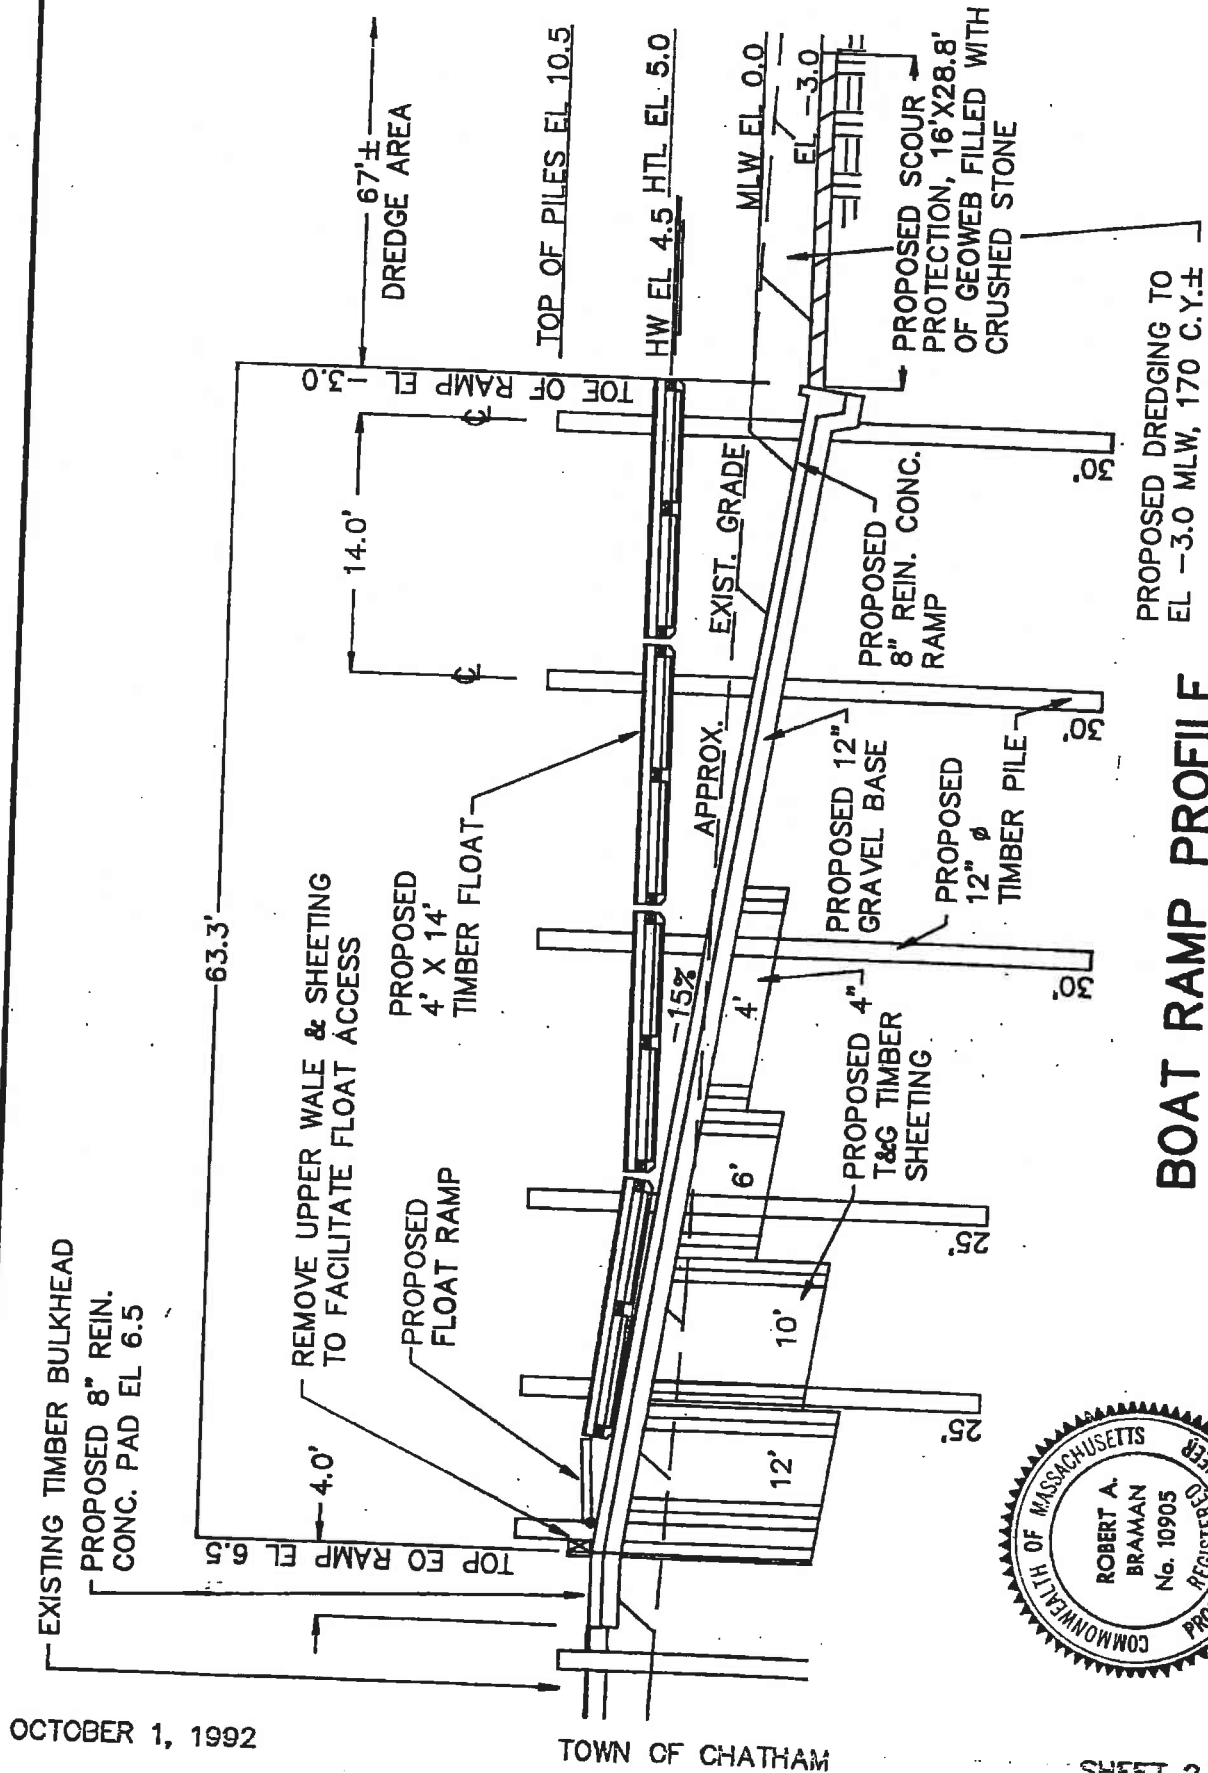 EXISTING TIMBER BULKHEAD
PROPOSED 8" REIN.
CONC. PAD EL 6.5
63.3'
67'±
DREDGE AREA
REMOVE UPPER WALE & SHEETING
TO FACILITATE FLOAT ACCESS
14.0'
4.0'
PROPOSED
FLOAT RAMP
PROPOSED
4' X 14'
TIMBER FLOAT
TOP EO RAMP EL 6.5
TOE OF RAMP EL -3.0
TOP OF PILES EL 10.5
HW EL 4.5 HTL EL 5.0
MLW EL 0.0
EL -3.0
APPROX. EXIST. GRADE
-15%
12'
10'
6'
4'
25'
25'
30'
30'
30'
PROPOSED 4"
T&G TIMBER
SHEETING
PROPOSED 12"
GRAVEL BASE
PROPOSED
12" ø
TIMBER PILE
PROPOSED
8" REIN. CONC.
RAMP
PROPOSED SCOUR
PROTECTION, 16'X28.8'
OF GEOWEB FILLED WITH
CRUSHED STONE
PROPOSED DREDGING TO
EL -3.0 MLW, 170 C.Y.±
BOAT RAMP PROFILE
COMMONWEALTH OF MASSACHUSETTS
ROBERT A.
BRAMAN
No. 10905
OCTOBER 1, 1992
TOWN OF CHATHAM
SHEET 2